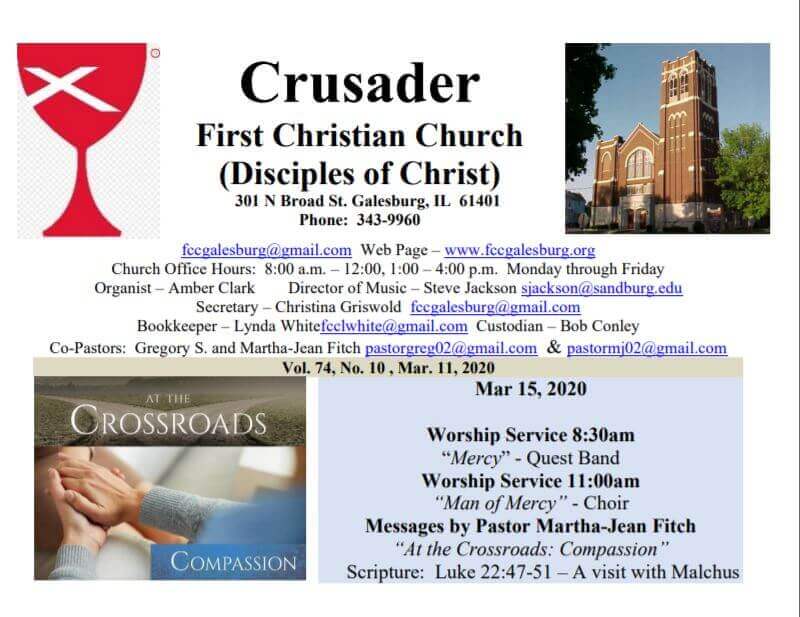 Crusader
First Christian Church
(Disciples of Christ)
301 N Broad St. Galesburg, IL 61401
Phone: 343-9960
fccgalesburg@gmail.com Web Page – www.fccgalesburg.org
Church Office Hours: 8:00 a.m. – 12:00, 1:00 – 4:00 p.m. Monday through Friday
Organist – Amber Clark Director of Music – Steve Jackson sjackson@sandburg.edu
Secretary – Christina Griswold fccgalesburg@gmail.com
Bookkeeper – Lynda Whitefcclwhite@gmail.com Custodian – Bob Conley
Co-Pastors: Gregory S. and Martha-Jean Fitch pastorgreg02@gmail.com & pastormj02@gmail.com
Vol. 74, No. 10 , Mar. 11, 2020
AT THE
CROSSROADS
COMPASSION
Mar 15, 2020
Worship Service 8:30am
“Mercy” - Quest Band
Worship Service 11:00am
“Man of Mercy” - Choir
Messages by Pastor Martha-Jean Fitch
“At the Crossroads: Compassion”
Scripture: Luke 22:47-51 – A visit with Malchus